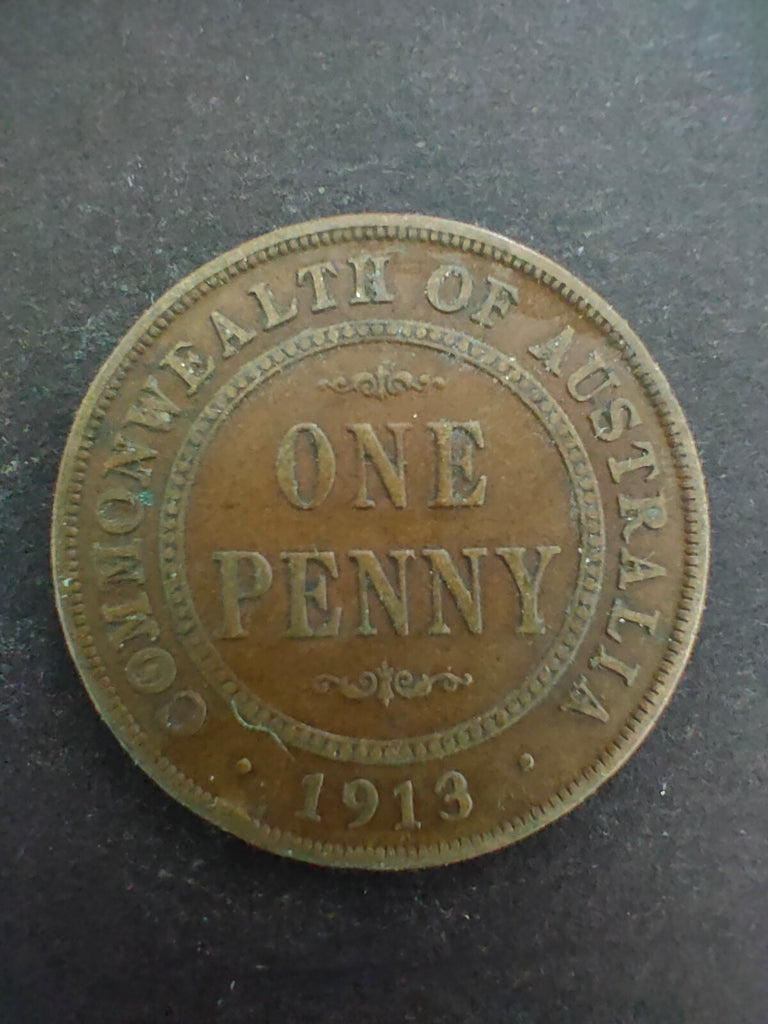 COMMONWEALTH OF AUSTRALIA
ONE
PENNY
· 1913 ·